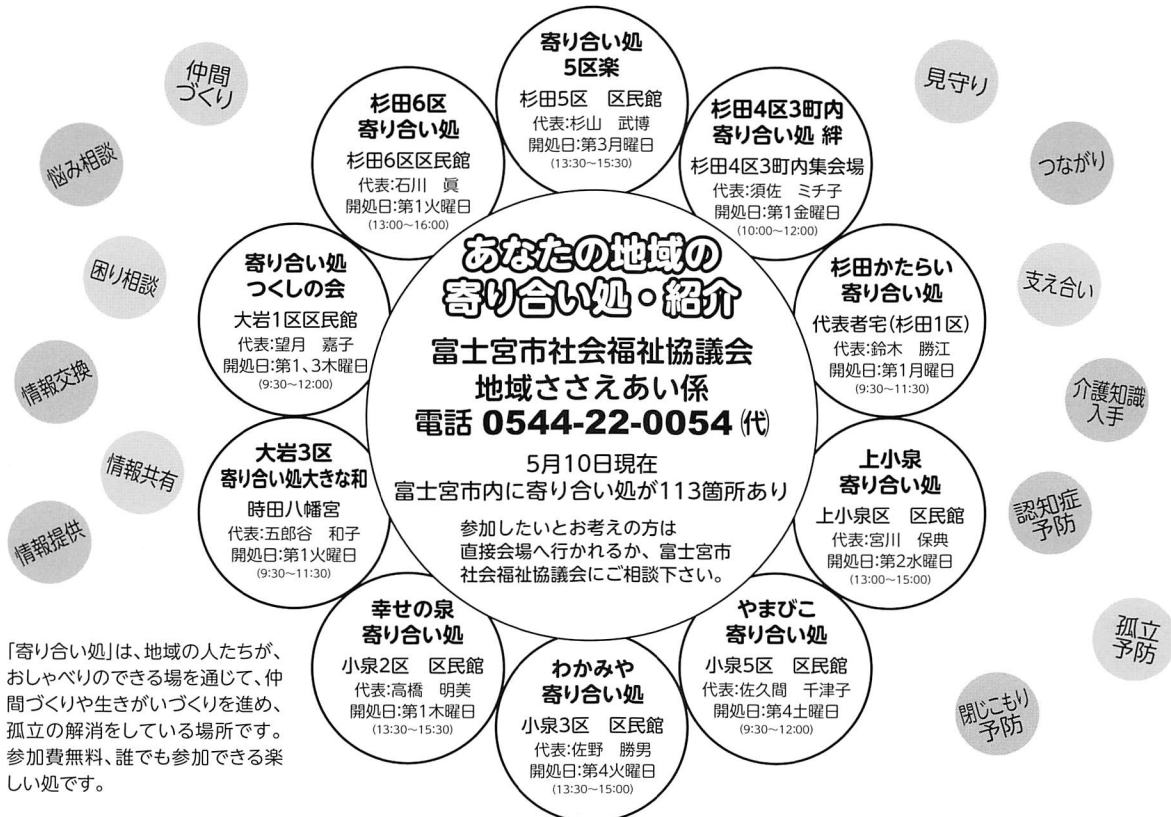 あなたの地域の
寄り合い処・紹介
富士宮市社会福祉協議会
地域ささえあい係
電話 0544-22-0054 ㈹
5月10日現在
富士宮市内に寄り合い処が113箇所あり
参加したいとお考えの方は
直接会場へ行かれるか、富士宮市
社会福祉協議会にご相談下さい。
寄り合い処
5区楽
杉田5区 区民館
代表:杉山 武博
開処日:第3月曜日
(13:30~15:30)
杉田4区3町内
寄り合い処 絆
杉田4区3町内集会場
代表:須佐 ミチ子
開処日:第1金曜日
(10:00~12:00)
杉田かたらい
寄り合い処
代表者宅(杉田1区)
代表:鈴木 勝江
開処日:第1月曜日
(9:30~11:30)
上小泉
寄り合い処
上小泉区 区民館
代表:宮川 保典
開処日:第2水曜日
(13:00~15:00)
やまびこ
寄り合い処
小泉5区 区民館
代表:佐久間 千津子
開処日:第4土曜日
(9:30~12:00)
わかみや
寄り合い処
小泉3区 区民館
代表:佐野 勝男
開処日:第4火曜日
(13:30~15:00)
幸せの泉
寄り合い処
小泉2区 区民館
代表:高橋 明美
開処日:第1木曜日
(13:30~15:30)
大岩3区
寄り合い処大きな和
時田八幡宮
代表:五郎谷 和子
開処日:第1火曜日
(9:30~11:30)
寄り合い処
つくしの会
大岩1区区民館
代表:望月 嘉子
開処日:第1、3木曜日
(9:30~12:00)
杉田6区
寄り合い処
杉田6区区民館
代表:石川 眞
開処日:第1火曜日
(13:00~16:00)
仲間
づくり
悩み相談
困り相談
情報交換
情報共有
情報提供
見守り
つながり
支え合い
介護知識
入手
認知症
予防
孤立
予防
閉じこもり
予防
「寄り合い処」は、地域の人たちが、
おしゃべりのできる場を通じて、仲
間づくりや生きがいづくりを進め、
孤立の解消をしている場所です。
参加費無料、誰でも参加できる楽
しい処です。